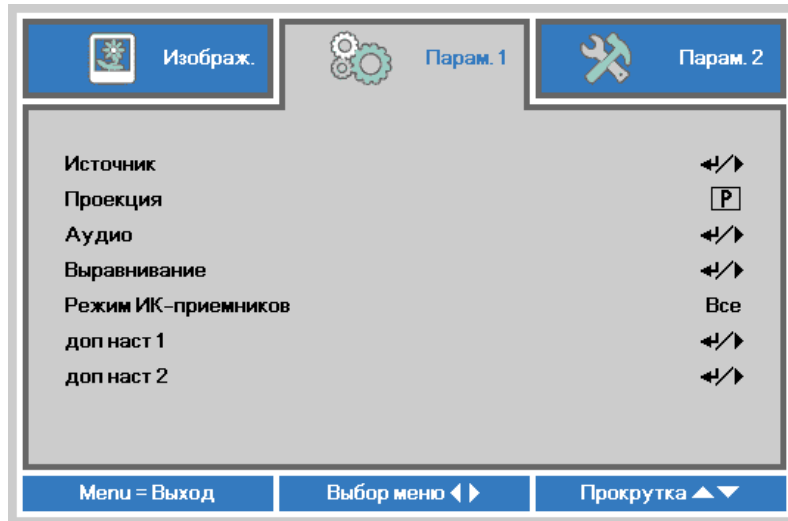 Изображ. Парам. 1 Парам. 2
Источник ↵/▶
Проекция P
Аудио ↵/▶
Выравнивание ↵/▶
Режим ИК-приемников Все
доп наст 1 ↵/▶
доп наст 2 ↵/▶
Menu = Выход Выбор меню ◀▶ Прокрутка ▲▼